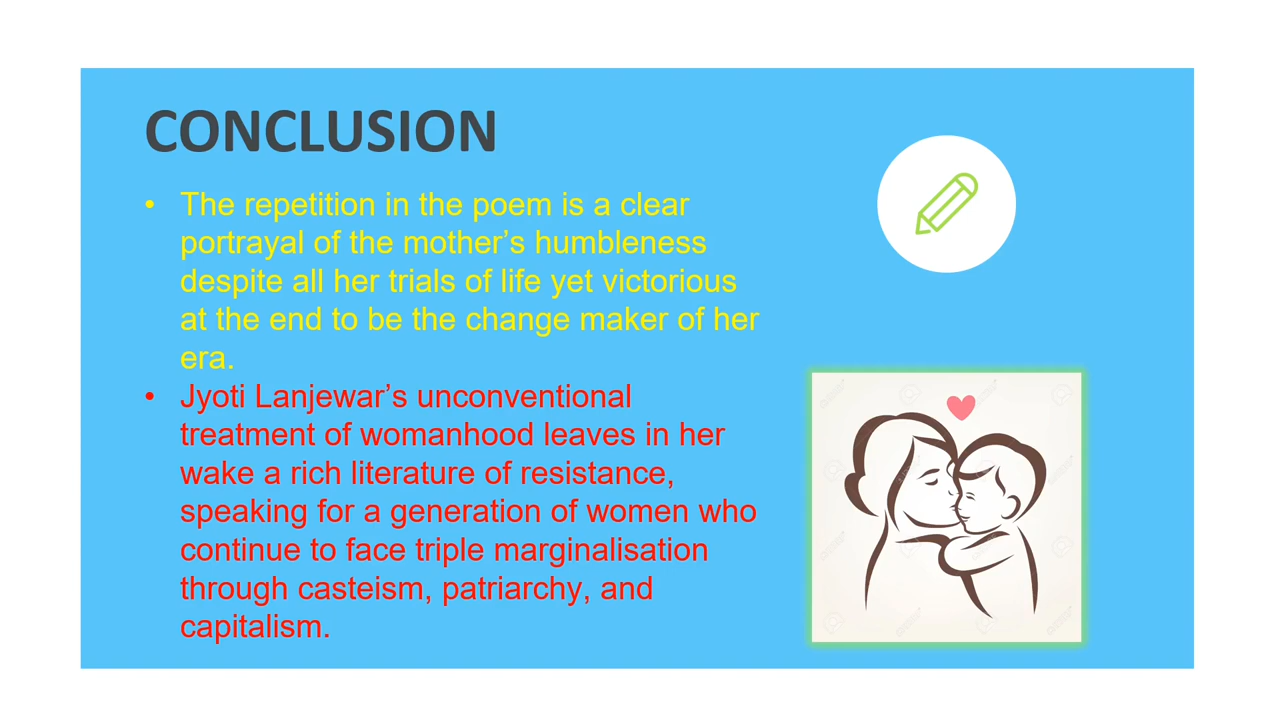 CONCLUSION
• The repetition in the poem is a clear
portrayal of the mother’s humbleness
despite all her trials of life yet victorious
at the end to be the change maker of her
era.
• Jyoti Lanjewar’s unconventional
treatment of womanhood leaves in her
wake a rich literature of resistance,
speaking for a generation of women who
continue to face triple marginalisation
through casteism, patriarchy, and
capitalism.